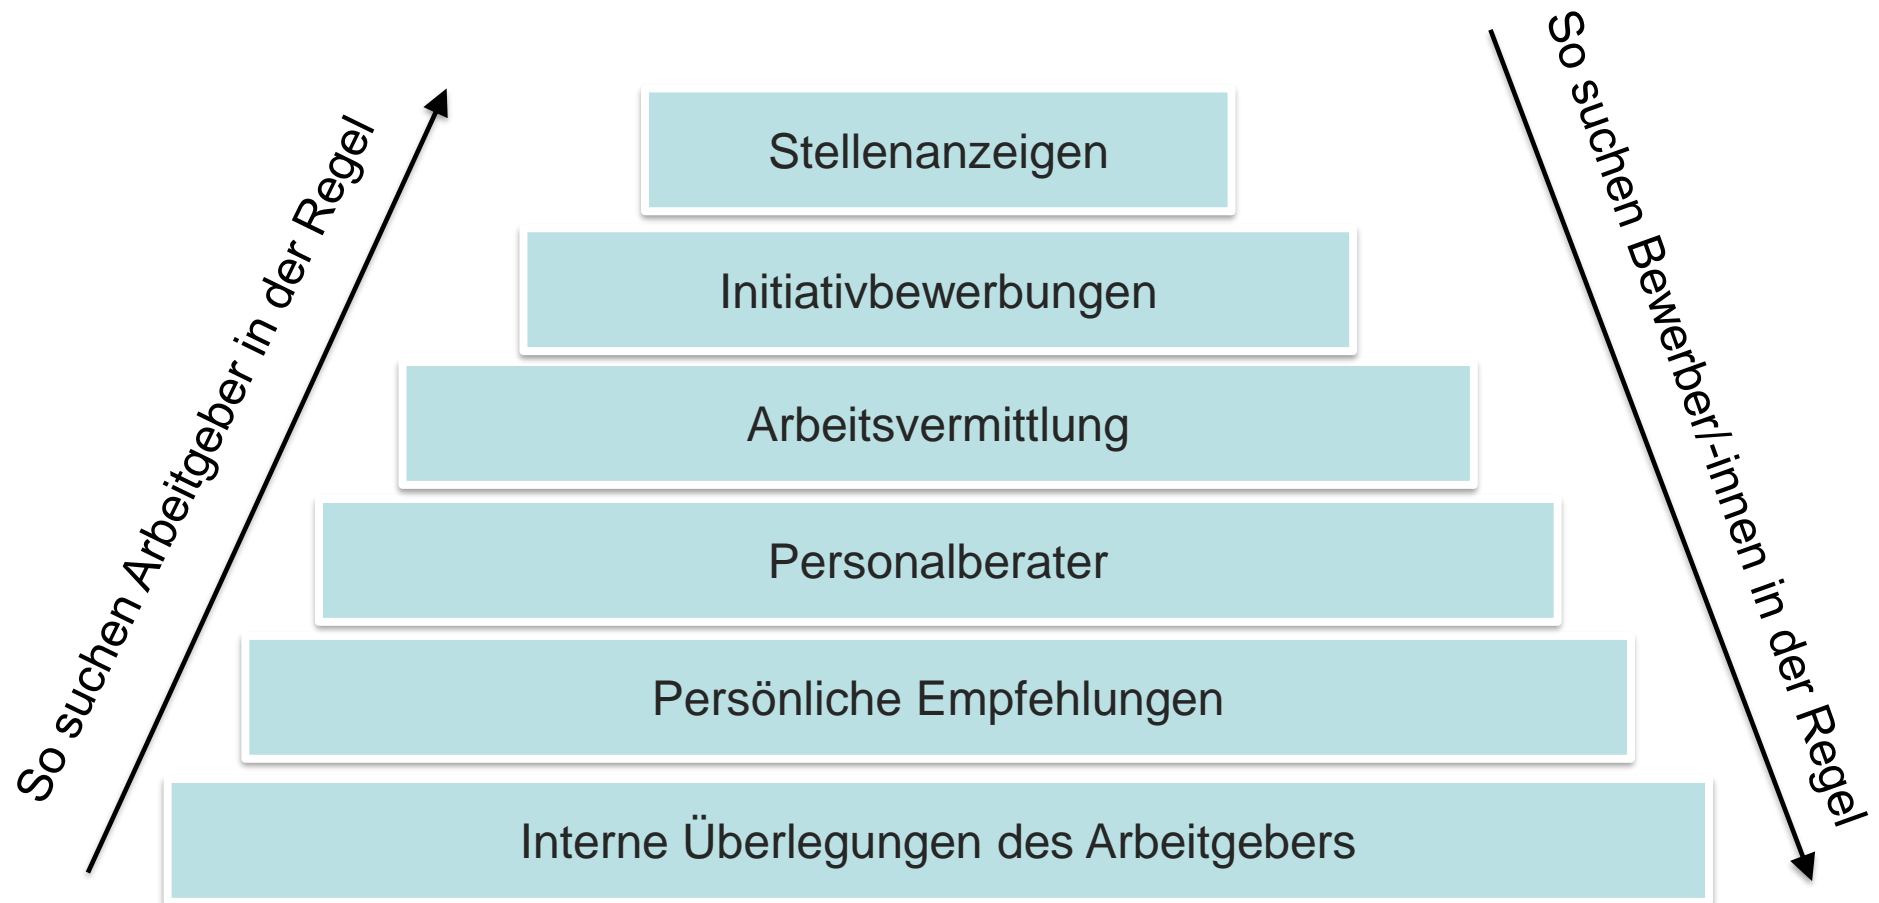 So suchen Arbeitgeber in der Regel
So suchen Bewerber/-innen in der Regel
Stellenanzeigen
Initiativbewerbungen
Arbeitsvermittlung
Personalberater
Persönliche Empfehlungen
Interne Überlegungen des Arbeitgebers